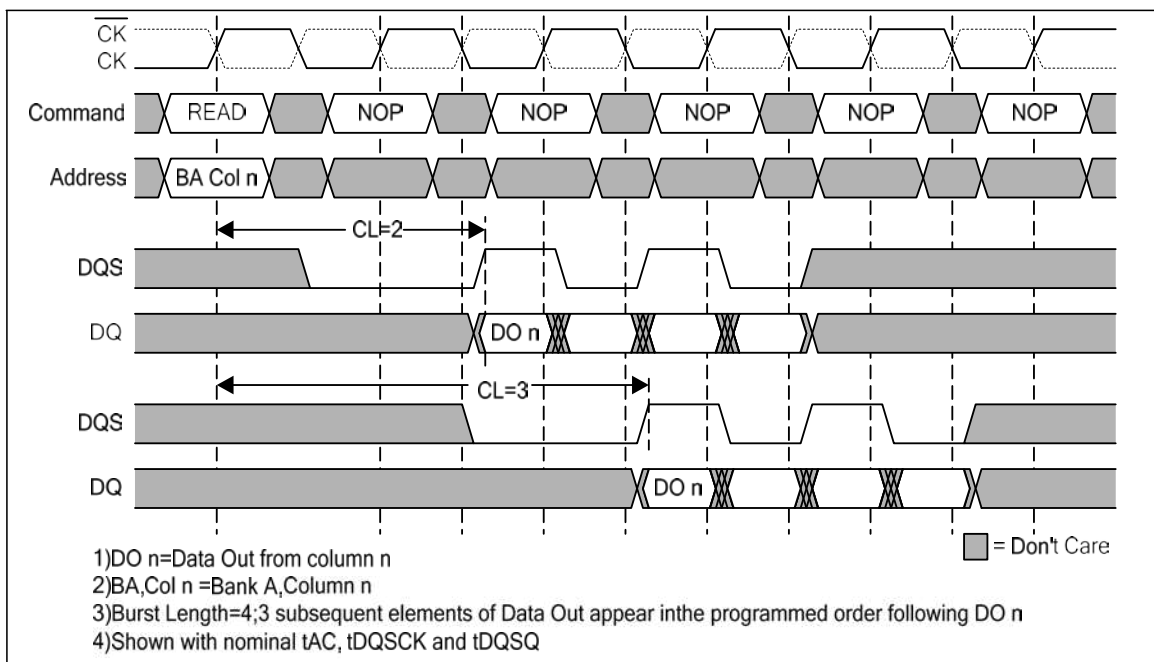 CK
CK
Command READ NOP NOP NOP NOP NOP
Address BA Col n
CL=2
DQS
DQ DO n
CL=3
DQS
DQ DO n
= Don't Care
1)DO n=Data Out from column n
2)BA,Col n =Bank A,Column n
3)Burst Length=4;3 subsequent elements of Data Out appear inthe programmed order following DO n
4)Shown with nominal tAC, tDQSCK and tDQSQ